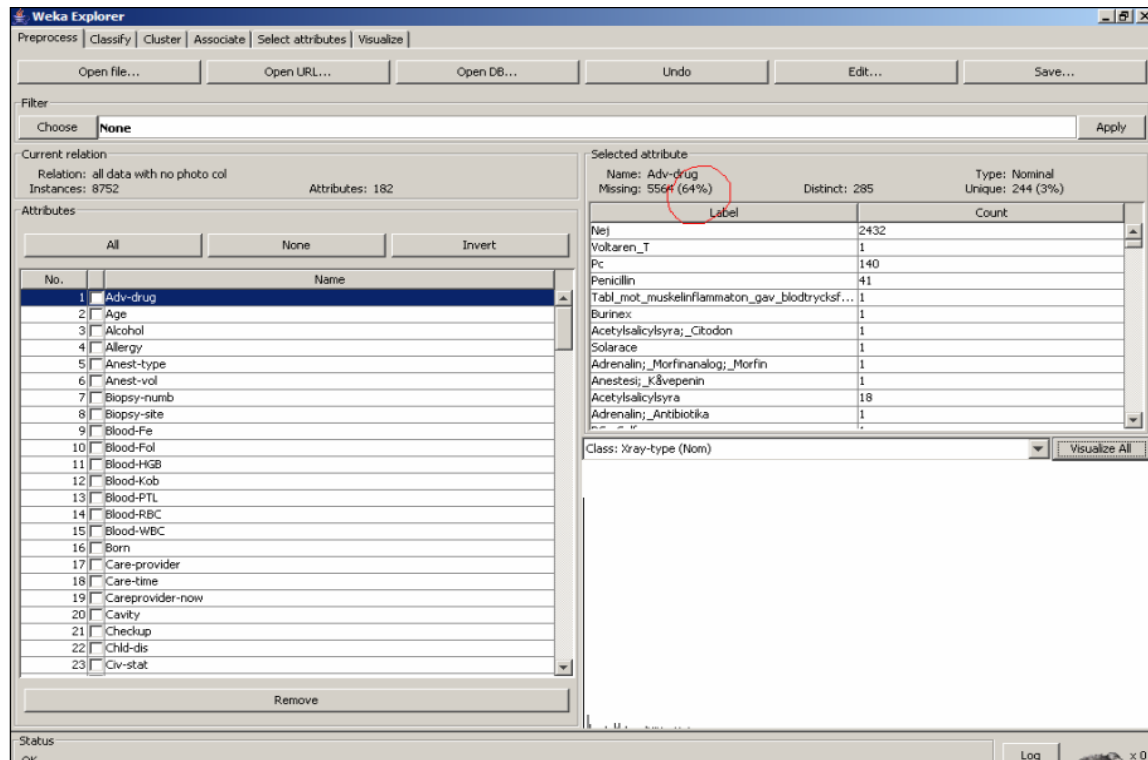 Weka Explorer
Preprocess Classify Cluster Associate Select attributes Visualize
Open file... Open URL... Open DB... Undo Edit... Save...
Filter
Choose None Apply
Current relation
Relation: all data with no photo col
Instances: 8752 Attributes: 182
Attributes
All None Invert
No. Name
1 Adv-drug
2 Age
3 Alcohol
4 Allergy
5 Anest-type
6 Anest-vol
7 Biopsy-numb
8 Biopsy-site
9 Blood-Fe
10 Blood-Fol
11 Blood-HGB
12 Blood-Kob
13 Blood-PTL
14 Blood-RBC
15 Blood-WBC
16 Born
17 Care-provider
18 Care-time
19 Careprovider-now
20 Cavity
21 Checkup
22 Chld-dis
23 Civ-stat
Remove
Selected attribute
Name: Adv-drug Type: Nominal
Missing: 5564 (64%) Distinct: 285 Unique: 244 (3%)
Label Count
Nej 2432
Voltaren_T 1
Pc 140
Penicillin 41
Tabl_mot_muskelinflammaton_gav_blodtrycksf... 1
Burinex 1
Acetylsalicylsyra;_Citodon 1
Solarace 1
Adrenalin;_Morfinanalog;_Morfin 1
Anestesi;_Kåvepenin 1
Acetylsalicylsyra 18
Adrenalin;_Antibiotika 1
Class: Xray-type (Nom) Visualize All
Status
OK Log x 0